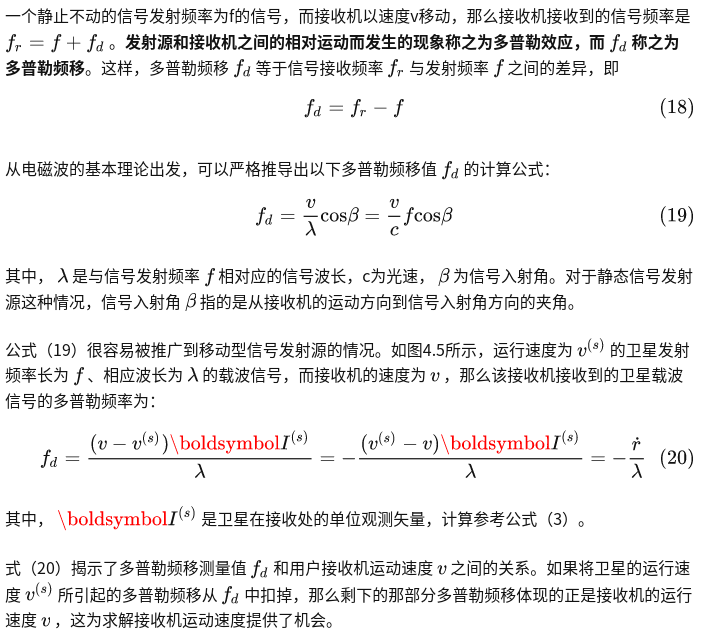 一个静止不动的信号发射频率为f的信号，而接收机以速度v移动，那么接收机接收到的信号频率是
$f_r = f + f_d$ 。发射源和接收机之间的相对运动而发生的现象称之为多普勒效应，而 $f_d$ 称之为
多普勒频移。这样，多普勒频移 $f_d$ 等于信号接收频率 $f_r$ 与发射频率 $f$ 之间的差异，即
$f_d = f_r - f$ (18)
从电磁波的基本理论出发，可以严格推导出以下多普勒频移值 $f_d$ 的计算公式：
$f_d = \frac{v}{\lambda}\cos\beta = \frac{v}{c}f\cos\beta$ (19)
其中， $\lambda$ 是与信号发射频率 $f$ 相对应的信号波长，c为光速， $\beta$ 为信号入射角。对于静态信号发射
源这种情况，信号入射角 $\beta$ 指的是从接收机的运动方向到信号入射角方向的夹角。
公式（19）很容易被推广到移动型信号发射源的情况。如图4.5所示，运行速度为 $v^{(s)}$ 的卫星发射
频率长为 $f$ 、相应波长为 $\lambda$ 的载波信号，而接收机的速度为 $v$ ，那么该接收机接收到的卫星载波
信号的多普勒频率为：
$f_d = \frac{(v - v^{(s)})\text{\boldsymbol}I^{(s)}}{\lambda} = -\frac{(v^{(s)} - v)\text{\boldsymbol}I^{(s)}}{\lambda} = -\frac{\dot{r}}{\lambda}$ (20)
其中， $\text{\boldsymbol}I^{(s)}$ 是卫星在接收处的单位观测矢量，计算参考公式（3）。
式（20）揭示了多普勒频移测量值 $f_d$ 和用户接收机运动速度 $v$ 之间的关系。如果将卫星的运行速
度 $v^{(s)}$ 所引起的多普勒频移从 $f_d$ 中扣掉，那么剩下的那部分多普勒频移体现的正是接收机的运行
速度 $v$ ，这为求解接收机运动速度提供了机会。